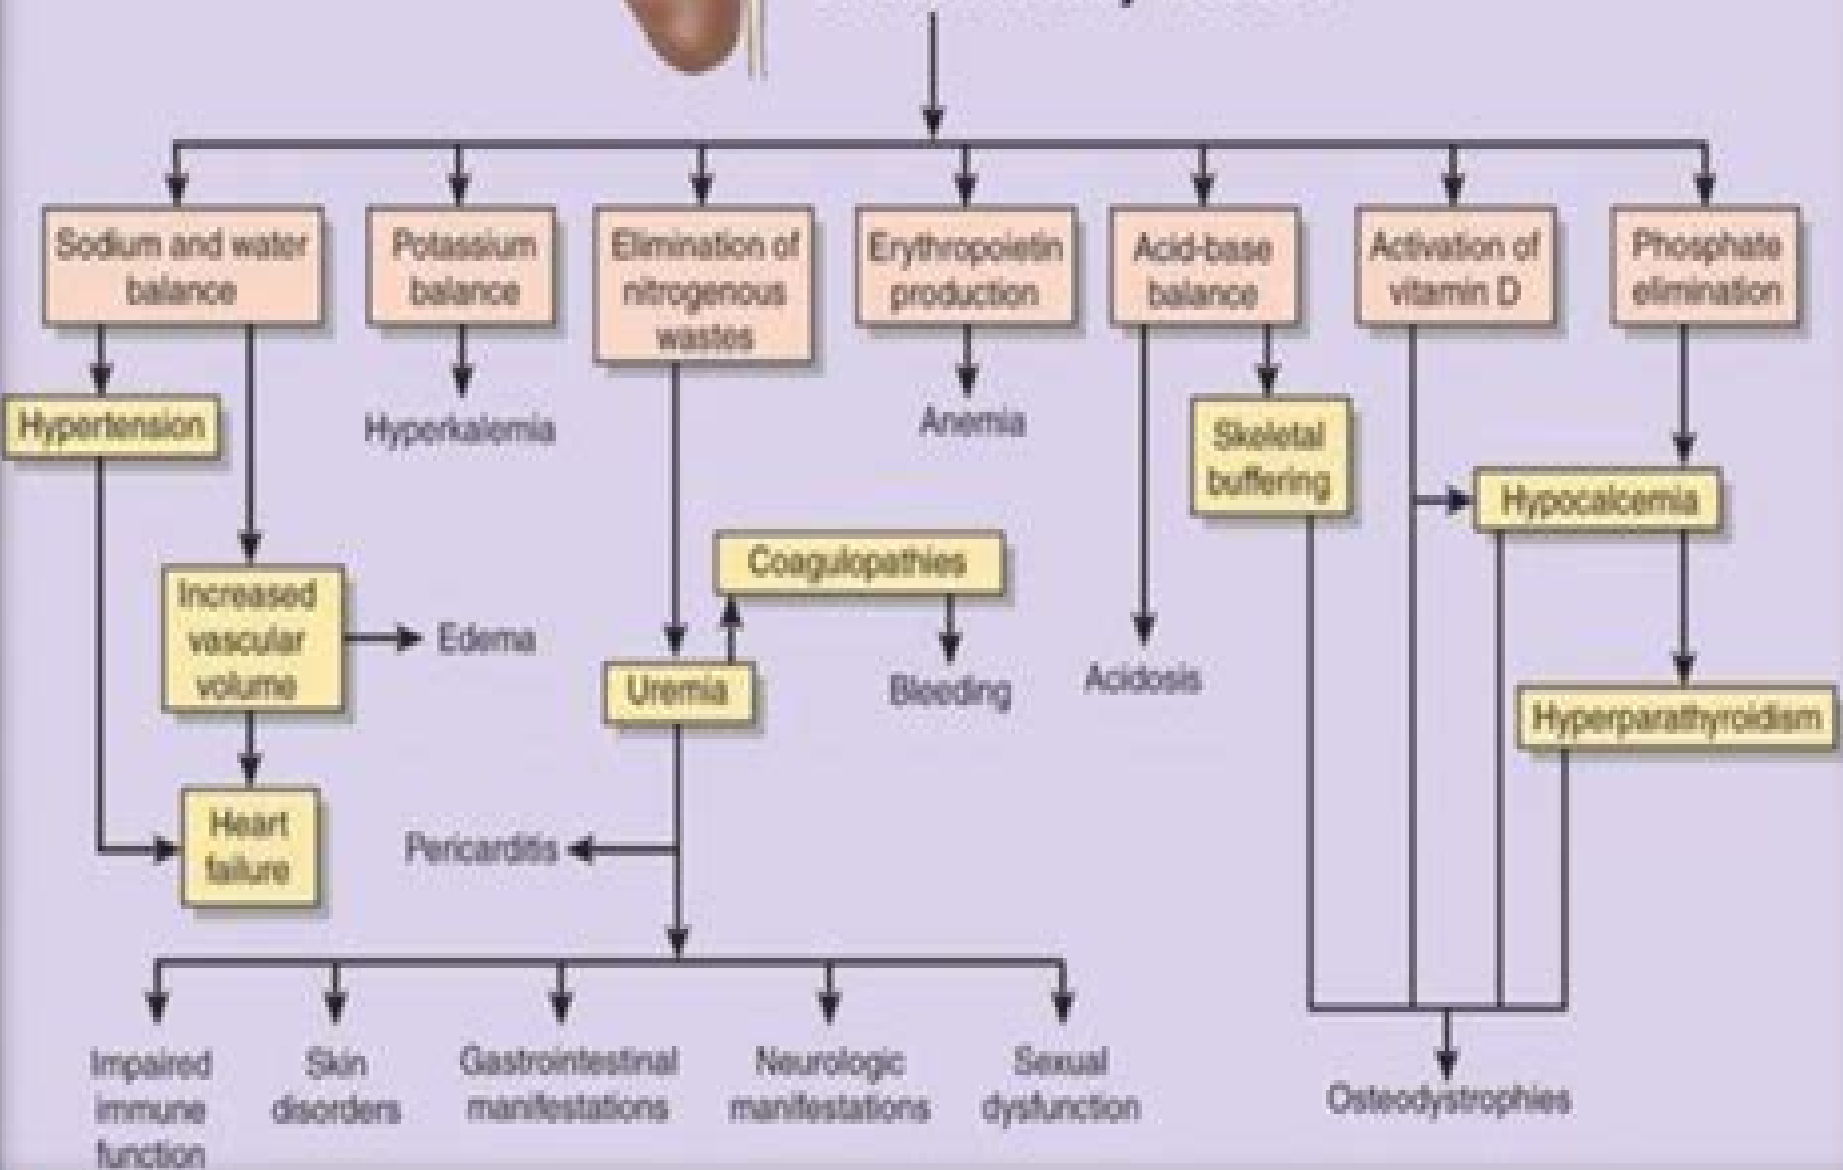 Sodium and water
balance
Potassium
balance
Elimination of
nitrogenous
wastes
Erythropoietin
production
Acid-base
balance
Activation of
vitamin D
Phosphate
elimination
Hypertension
Hyperkalemia
Anemia
Skeletal
buffering
Hypocalcemia
Coagulopathies
Increased
vascular
volume
Edema
Uremia
Bleeding
Acidosis
Hyperparathyroidism
Heart
failure
Pericarditis
Impaired
immune
function
Skin
disorders
Gastrointestinal
manifestations
Neurologic
manifestations
Sexual
dysfunction
Osteodystrophies